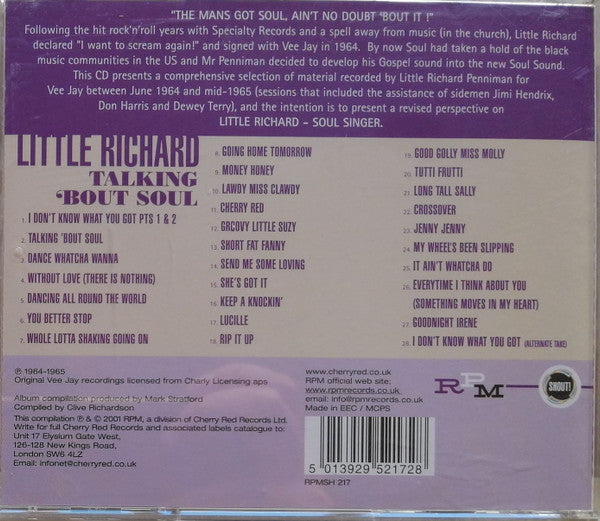 "THE MANS GOT SOUL, AIN'T NO DOUBT 'BOUT IT !"
Following the hit rock'n'roll years with Specialty Records and a spell away from music (in the church), Little Richard
declared "I want to scream again!" and signed with Vee Jay in 1964. By now Soul had taken a hold of the black
music communities in the US and Mr Penniman decided to develop his Gospel sound into the new Soul Sound.
This CD presents a comprehensive selection of material recorded by Little Richard Penniman for
Vee Jay between June 1964 and mid-1965 (sessions that included the assistance of sidemen Jimi Hendrix,
Don Harris and Dewey Terry), and the intention is to present a revised perspective on
LITTLE RICHARD - SOUL SINGER.
LITTLE RICHARD
TALKING
'BOUT SOUL
1. I DON'T KNOW WHAT YOU GOT PTS 1 & 2
2. TALKING 'BOUT SOUL
3. DANCE WHATCHA WANNA
4. WITHOUT LOVE (THERE IS NOTHING)
5. DANCING ALL ROUND THE WORLD
6. YOU BETTER STOP
7. WHOLE LOTTA SHAKING GOING ON
8. GOING HOME TOMORROW
9. MONEY HONEY
10. LAWDY MISS CLAWDY
11. CHERRY RED
12. GROOVY LITTLE SUZY
13. SHORT FAT FANNY
14. SEND ME SOME LOVING
15. SHE'S GOT IT
16. KEEP A KNOCKIN'
17. LUCILLE
18. RIP IT UP
19. GOOD GOLLY MISS MOLLY
20. TUTTI FRUTTI
21. LONG TALL SALLY
22. CROSSOVER
23. JENNY JENNY
24. MY WHEEL'S BEEN SLIPPING
25. IT AIN'T WHATCHA DO
26. EVERYTIME I THINK ABOUT YOU
(SOMETHING MOVES IN MY HEART)
27. GOODNIGHT IRENE
28. I DON'T KNOW WHAT YOU GOT (ALTERNATE TAKE)
℗ 1964-1965
Original Vee Jay recordings licensed from Charly Licensing aps
Album compilation produced by Mark Stratford
Compiled by Clive Richardson
This compilation ℗ & © 2001 RPM, a division of Cherry Red Records Ltd.
Write for full Cherry Red Records and associated labels catalogue to:
Unit 17 Elysium Gate West,
126-128 New Kings Road,
London SW6 4LZ
Email: infonet@cherryred.co.uk
www.cherryred.co.uk
RPM official web site:
www.rpmrecords.co.uk
email: info@rpmrecords.co.uk
Made in EEC / MCPS
RPM
SHOUT!
5 013929 521728
RPMSH 217